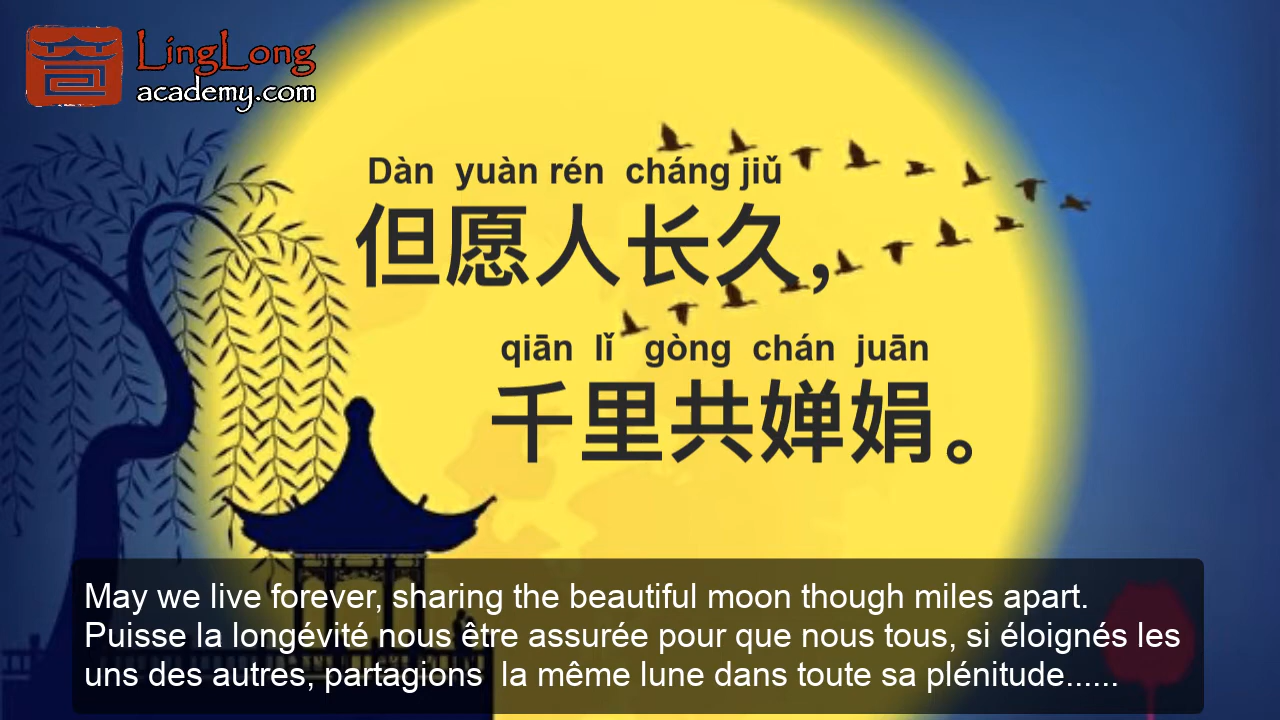 LingLong
academy.com
Dàn yuàn rén cháng jiǔ
但愿人长久，
qiān lǐ gòng chán juān
千里共婵娟。
May we live forever, sharing the beautiful moon though miles apart.
Puisse la longévité nous être assurée pour que nous tous, si éloignés les
uns des autres, partagions la même lune dans toute sa plénitude......